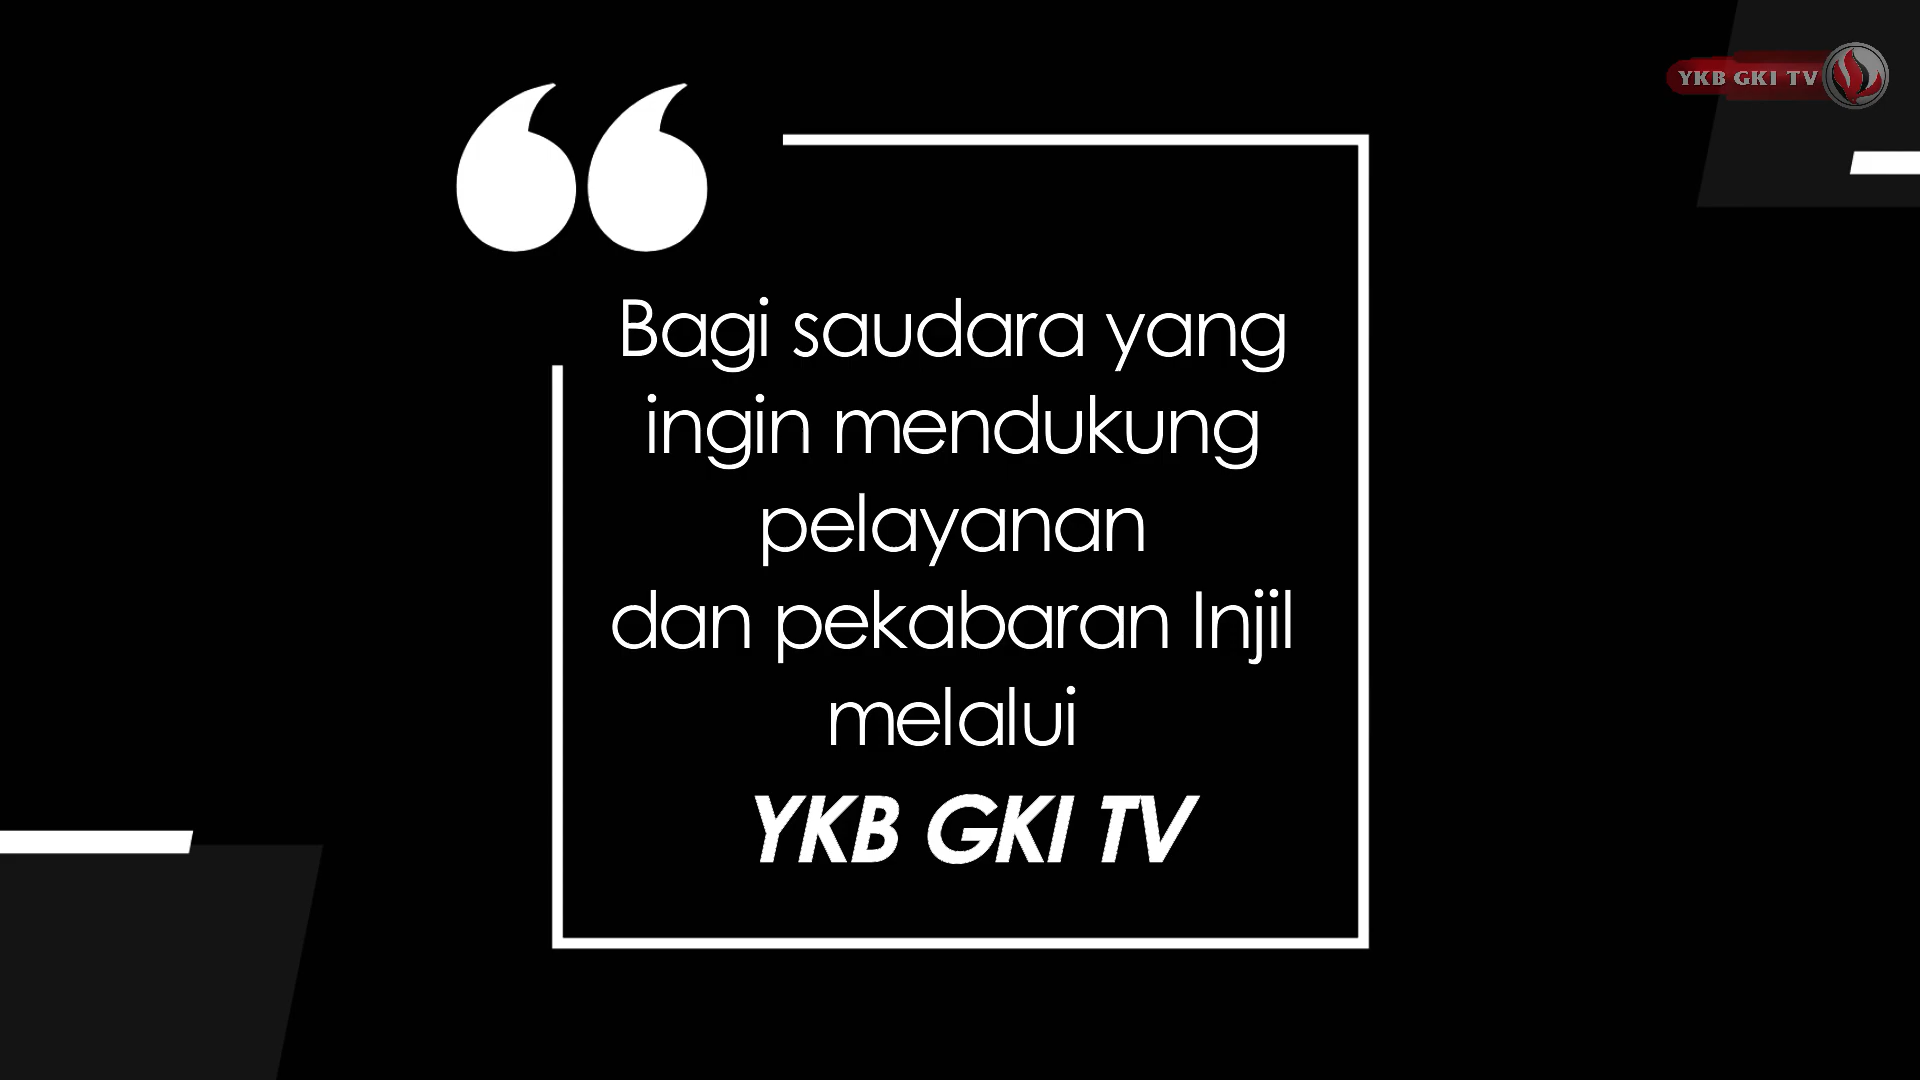 YKB GKI TV
Bagi saudara yang
ingin mendukung
pelayanan
dan pekabaran Injil
melalui
YKB GKI TV